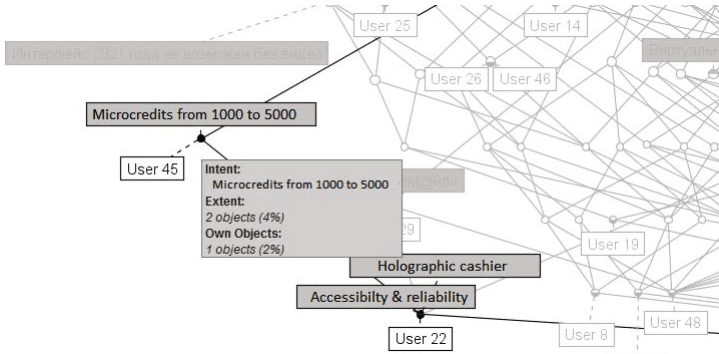 User 25
User 14
Интерфейс 2021 года не возможен без видео
User 26
User 46
Microcredits from 1000 to 5000
User 45
Intent:
Microcredits from 1000 to 5000
Extent:
2 objects (4%)
Own Objects:
1 objects (2%)
29
User 19
Holographic cashier
Accessibilty & reliability
User 22
User 8
User 48